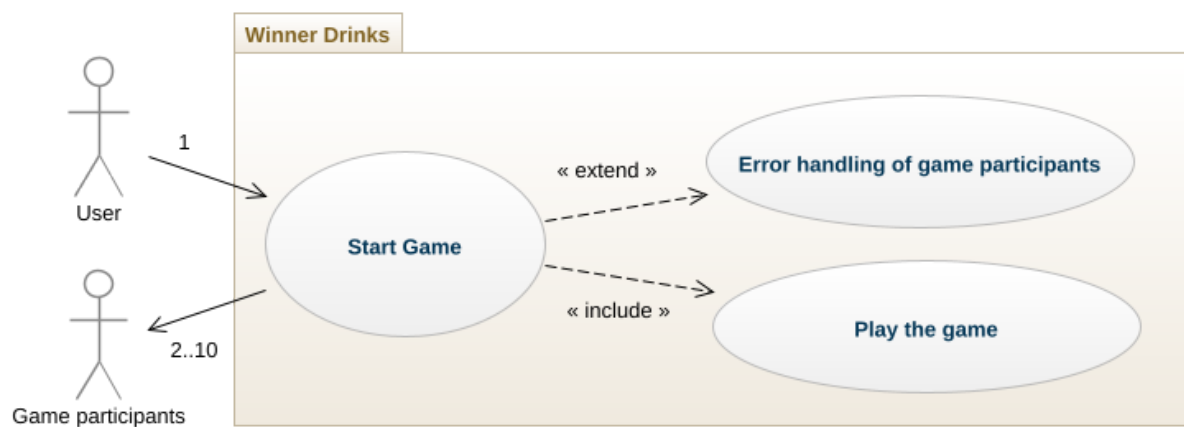 Winner Drinks
1
User
« extend »
Error handling of game participants
Start Game
« include »
Play the game
2..10
Game participants